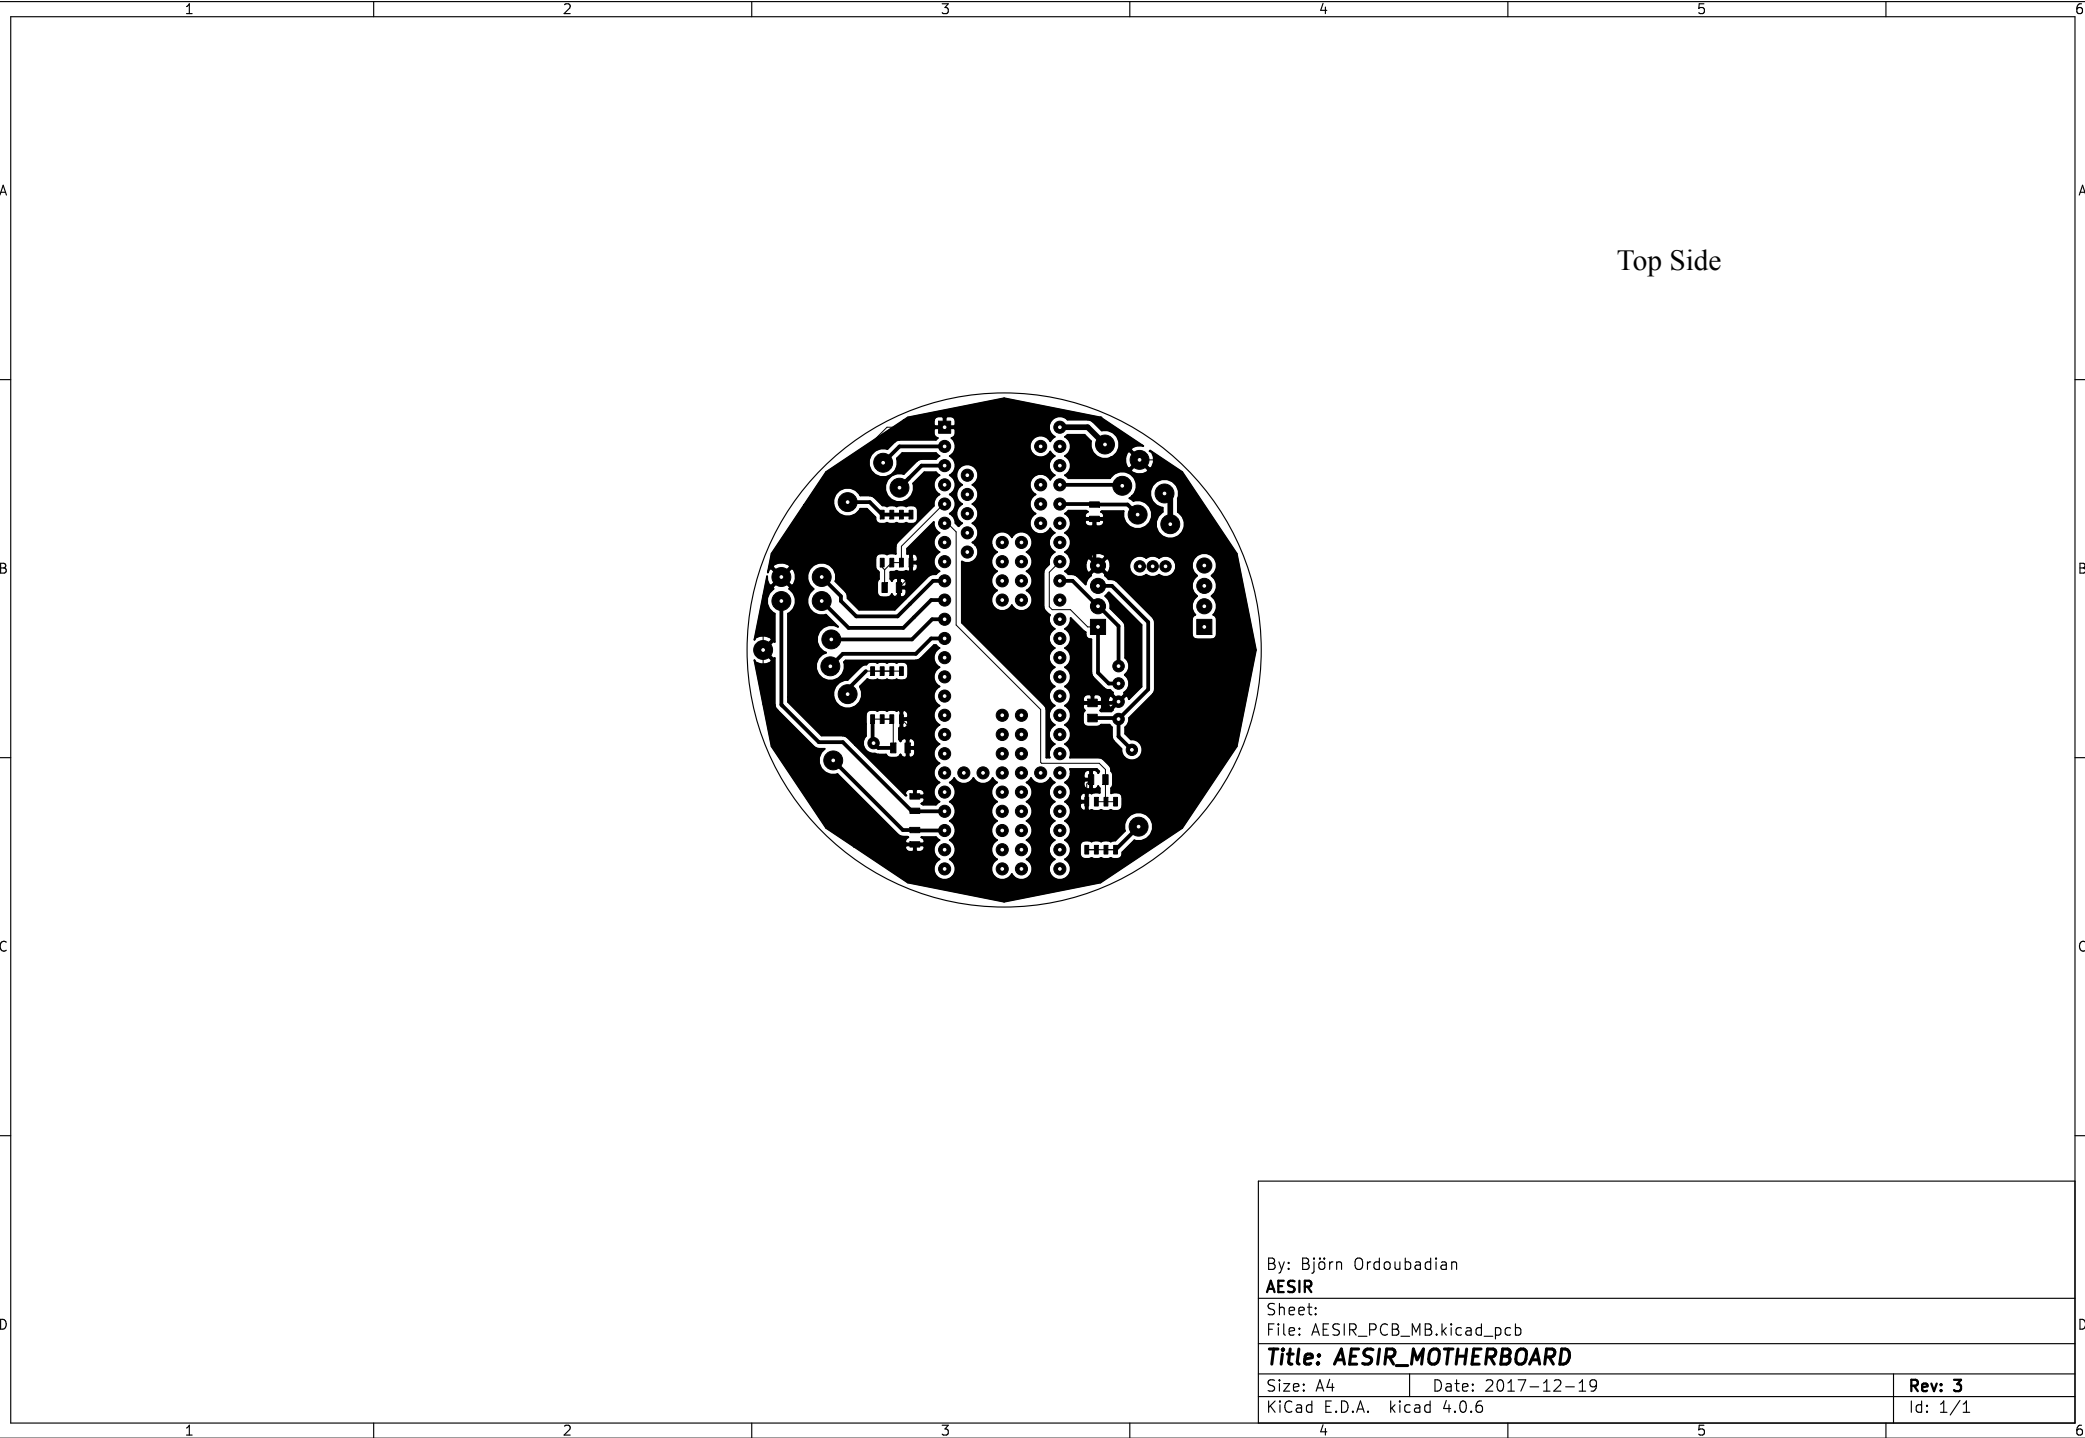 1 2 3 4 5 6
A A
Top Side
B B
C C
By: Björn Ordoubadian
AESIR
Sheet:
File: AESIR_PCB_MB.kicad_pcb
D D
Title: AESIR_MOTHERBOARD
Size: A4 Date: 2017-12-19 Rev: 3
KiCad E.D.A. kicad 4.0.6 Id: 1/1
1 2 3 4 5 6